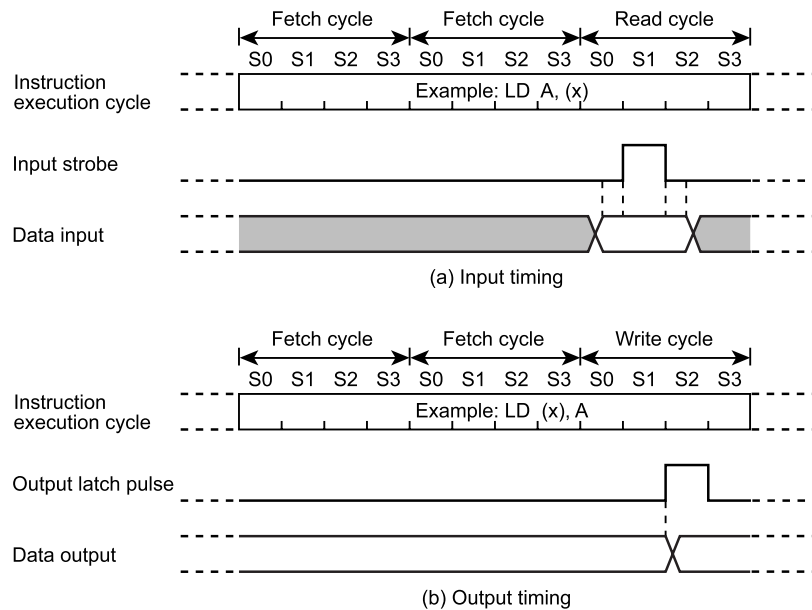 Fetch cycle Fetch cycle Read cycle
S0 S1 S2 S3 S0 S1 S2 S3 S0 S1 S2 S3
Instruction
execution cycle
Example: LD A, (x)
Input strobe
Data input
(a) Input timing
Fetch cycle Fetch cycle Write cycle
S0 S1 S2 S3 S0 S1 S2 S3 S0 S1 S2 S3
Instruction
execution cycle
Example: LD (x), A
Output latch pulse
Data output
(b) Output timing